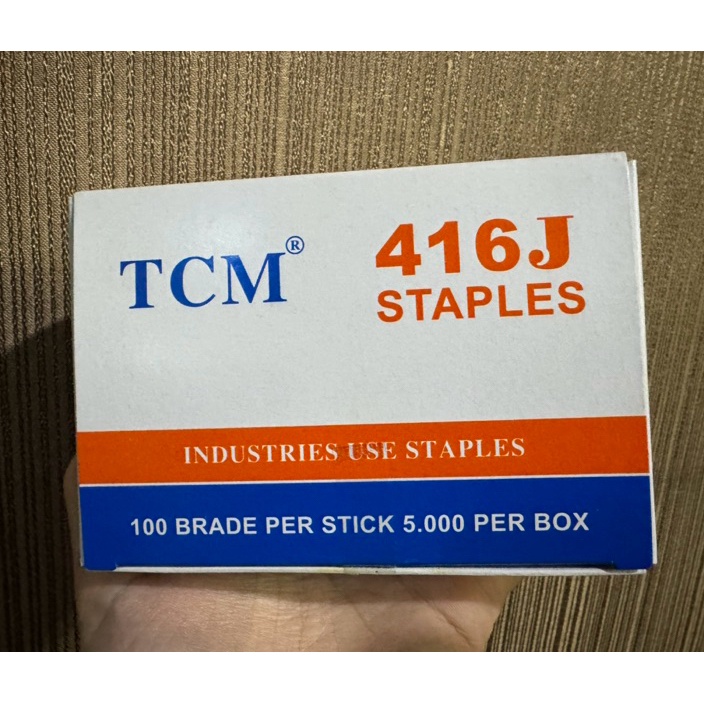 TCM®
416J
STAPLES
INDUSTRIES USE STAPLES
100 BRADE PER STICK 5.000 PER BOX